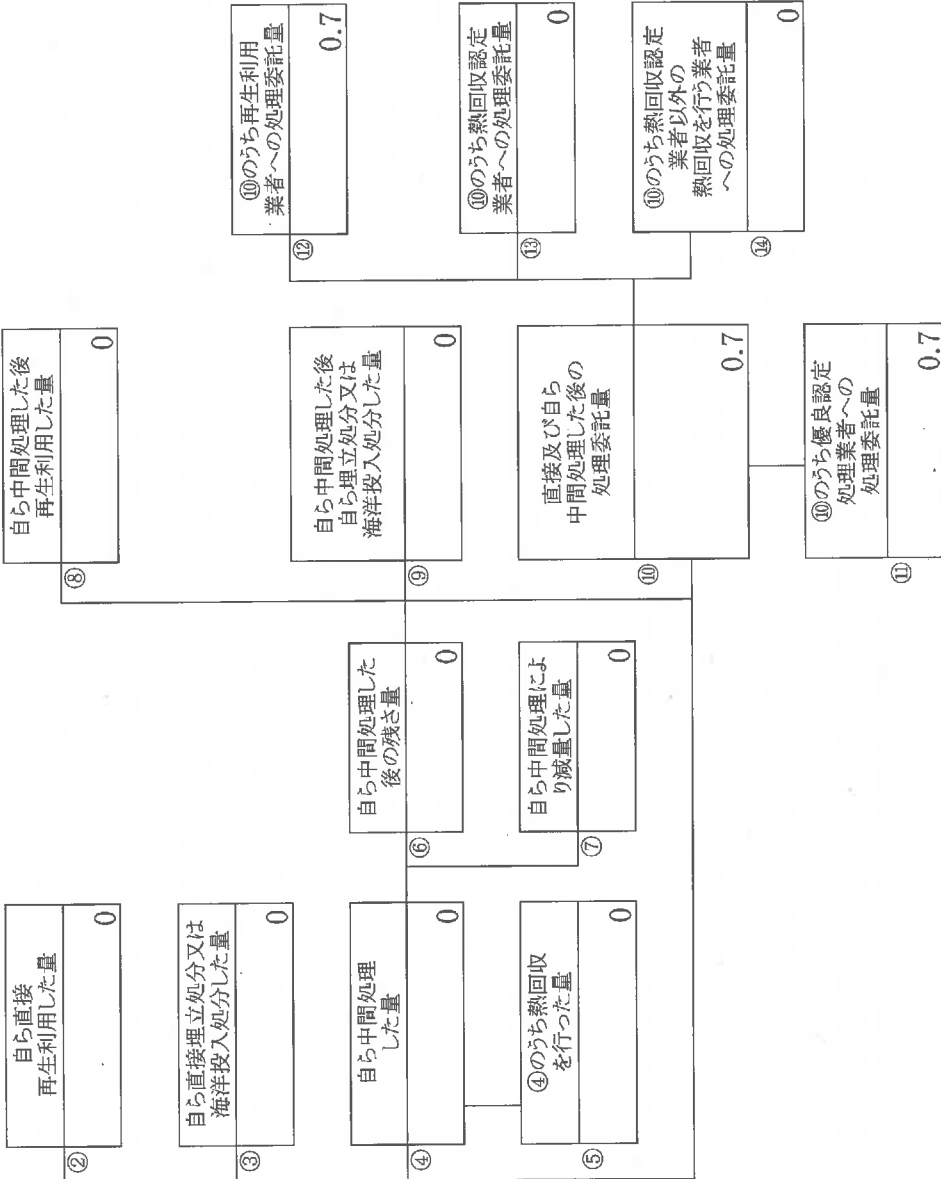 ②
自ら直接
再生利用した量
0
③
自ら直接埋立処分又は
海洋投入処分した量
0
④
自ら中間処理
した量
0
⑤
④のうち熱回収
を行った量
0
⑥
自ら中間処理した
後の残さ量
0
⑦
自ら中間処理によ
り減量した量
0
⑧
自ら中間処理した後
再生利用した量
0
⑨
自ら中間処理した後
自ら埋立処分又は
海洋投入処分した量
0
⑩
直接及び自ら
中間処理した後の
処理委託量
0.7
⑪
⑩のうち優良認定
処理業者への
処理委託量
0.7
⑫
⑩のうち再生利用
業者への処理委託量
0.7
⑬
⑩のうち熱回収認定
業者への処理委託量
0
⑭
⑩のうち熱回収認定
業者以外の
熱回収を行う業者
への処理委託量
0